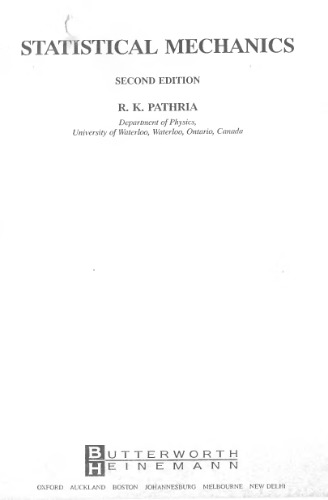 STATISTICAL MECHANICS
SECOND EDITION
R. K. PATHRIA
Department of Physics,
University of Waterloo, Waterloo, Ontario, Canada
BUTTERWORTH
HEINEMANN
OXFORD AUCKLAND BOSTON JOHANNESBURG MELBOURNE NEW DELHI